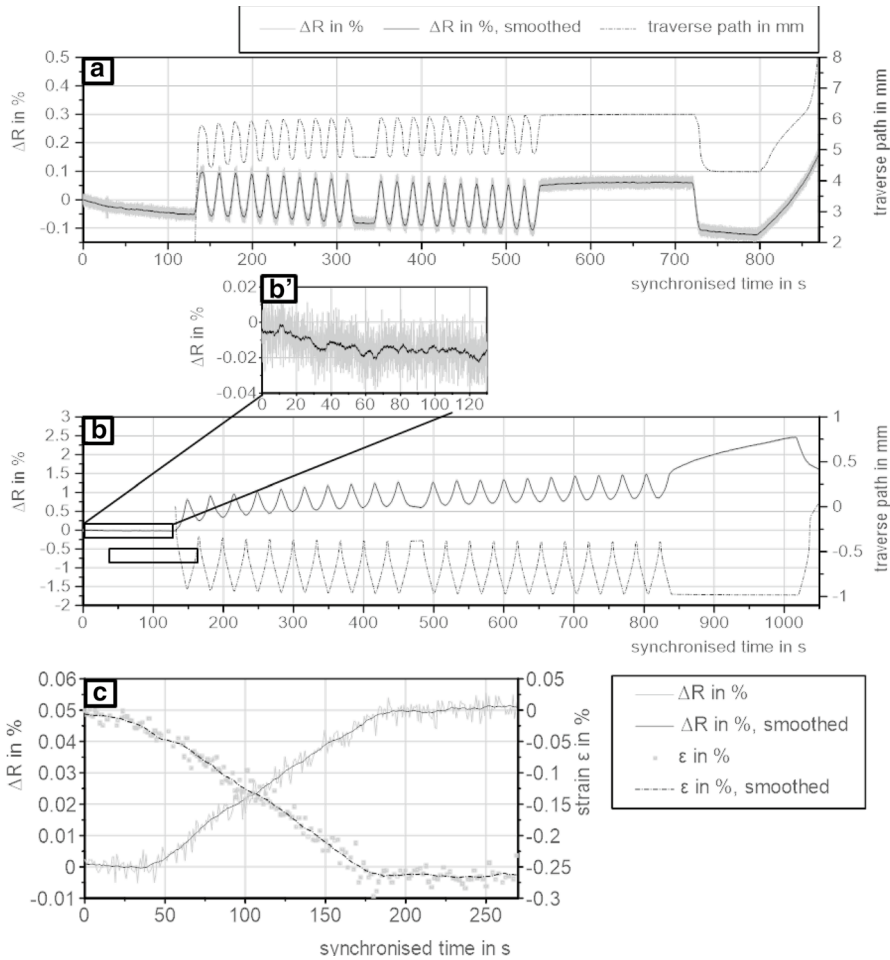 ΔR in % ΔR in %, smoothed traverse path in mm
a
ΔR in %
0.5
0.3
0.2
0.1
0
-0.1
8
7
6
5
4
3
2
traverse path in mm
0 100 200 300 400 500 600 700 800
synchronised time in s
b'
ΔR in %
0.02
0
-0.02
-0.04
0 20 40 60 80 100 120
b
ΔR in %
3
2.5
2
1.5
1
0.5
0
-0.5
-1
-1.5
-2
1
0.5
0
-0.5
-1
traverse path in mm
0 100 200 300 400 500 600 700 800 900 1000
synchronised time in s
c
ΔR in %
0.06
0.05
0.04
0.03
0.02
0.01
0
-0.01
0.05
0
-0.05
-0.1
-0.15
-0.2
-0.25
-0.3
strain ε in %
0 50 100 150 200 250
synchronised time in s
ΔR in %
ΔR in %, smoothed
ε in %
ε in %, smoothed